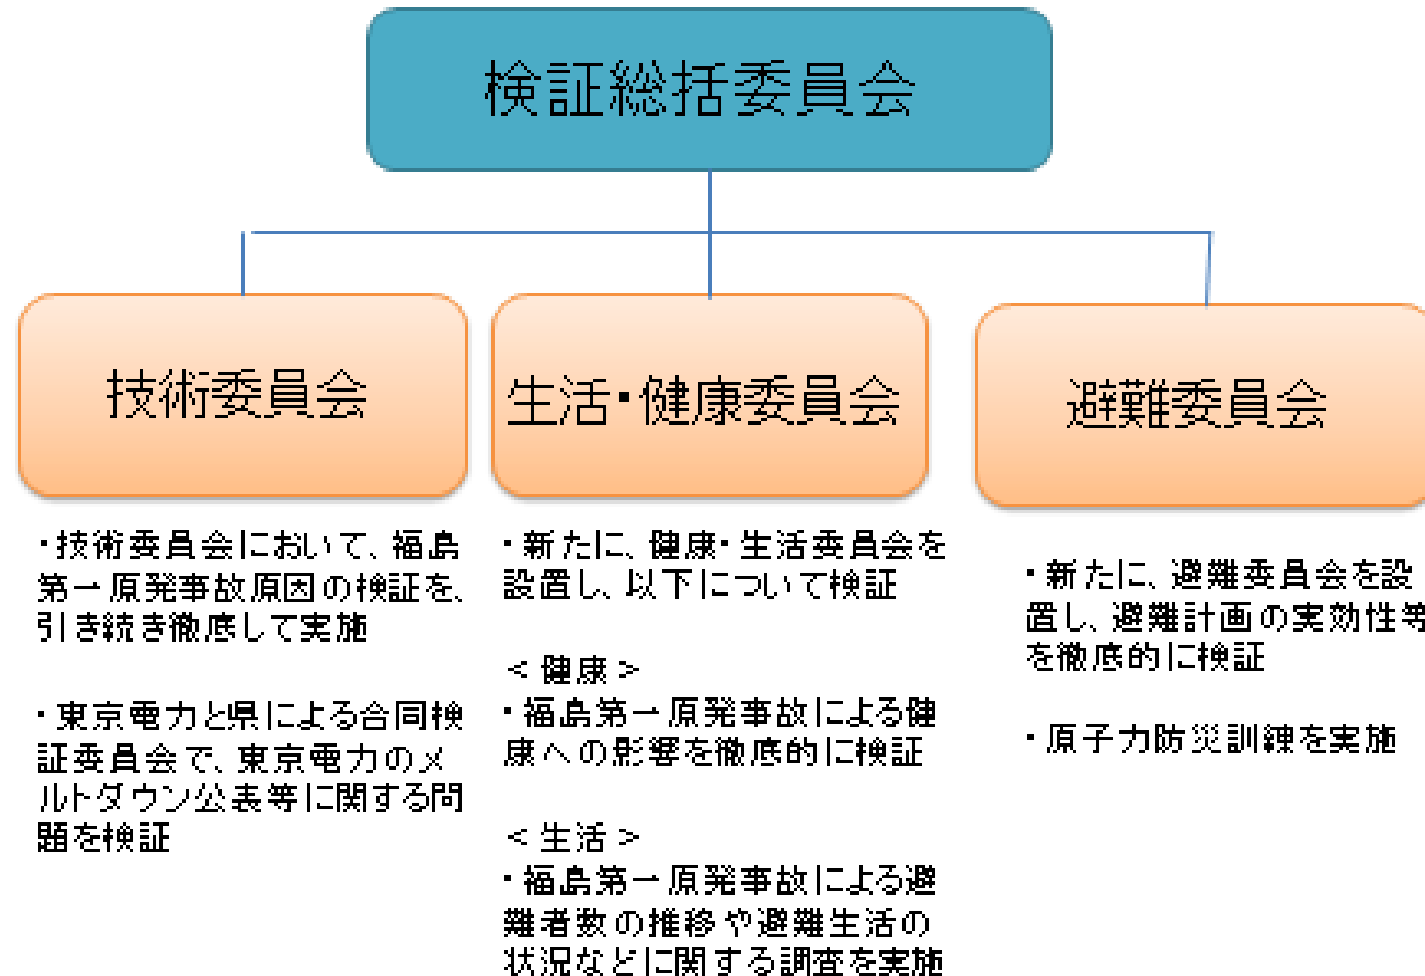 検証総括委員会
技術委員会
・技術委員会において、福島
第一原発事故原因の検証を、
引き続き徹底して実施
・東京電力と県による合同検
証委員会で、東京電力のメ
ルトダウン公表等に関する問
題を検証
生活・健康委員会
・新たに、健康・生活委員会を
設置し、以下について検証
＜健康＞
・福島第一原発事故による健
康への影響を徹底的に検証
＜生活＞
・福島第一原発事故による避
難者数の推移や避難生活の
状況などに関する調査を実施
避難委員会
・新たに、避難委員会を設
置し、避難計画の実効性等
を徹底的に検証
・原子力防災訓練を実施